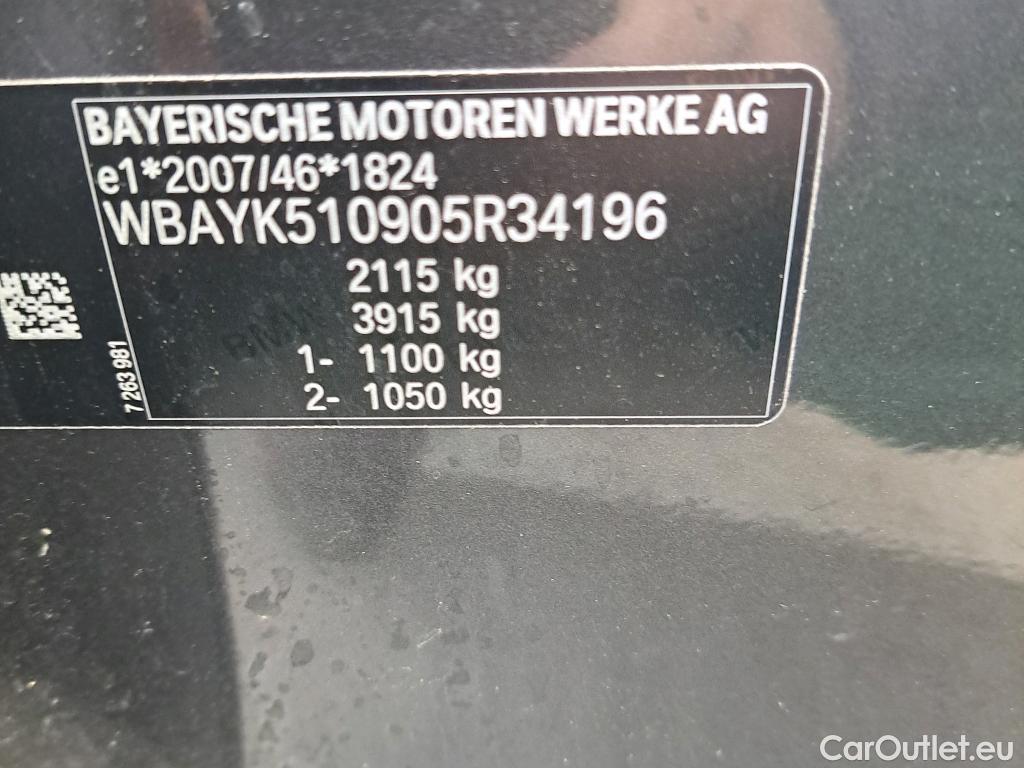 BAYERISCHE MOTOREN WERKE AG
e1*2007/46*1824
WBAYK510905R34196
2115 kg
3915 kg
1- 1100 kg
2- 1050 kg
7 263 981
BMW
CarOutlet.eu